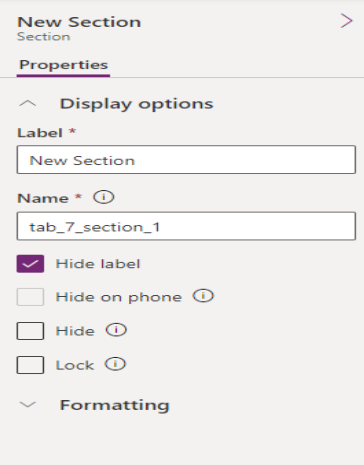 New Section
Section
Properties
Display options
Label *
New Section
Name *
tab_7_section_1
Hide label
Hide on phone
Hide
Lock
Formatting